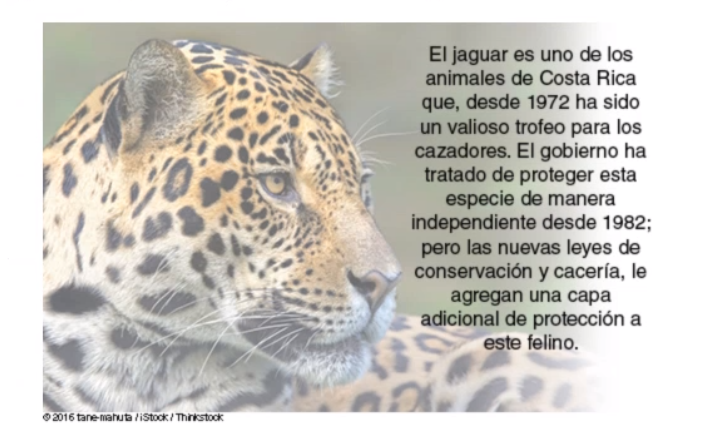 El jaguar es uno de los
animales de Costa Rica
que, desde 1972 ha sido
un valioso trofeo para los
cazadores. El gobierno ha
tratado de proteger esta
especie de manera
independiente desde 1982;
pero las nuevas leyes de
conservación y cacería, le
agregan una capa
adicional de protección a
este felino.
© 2016 tane-mahuta / iStock / Thinkstock